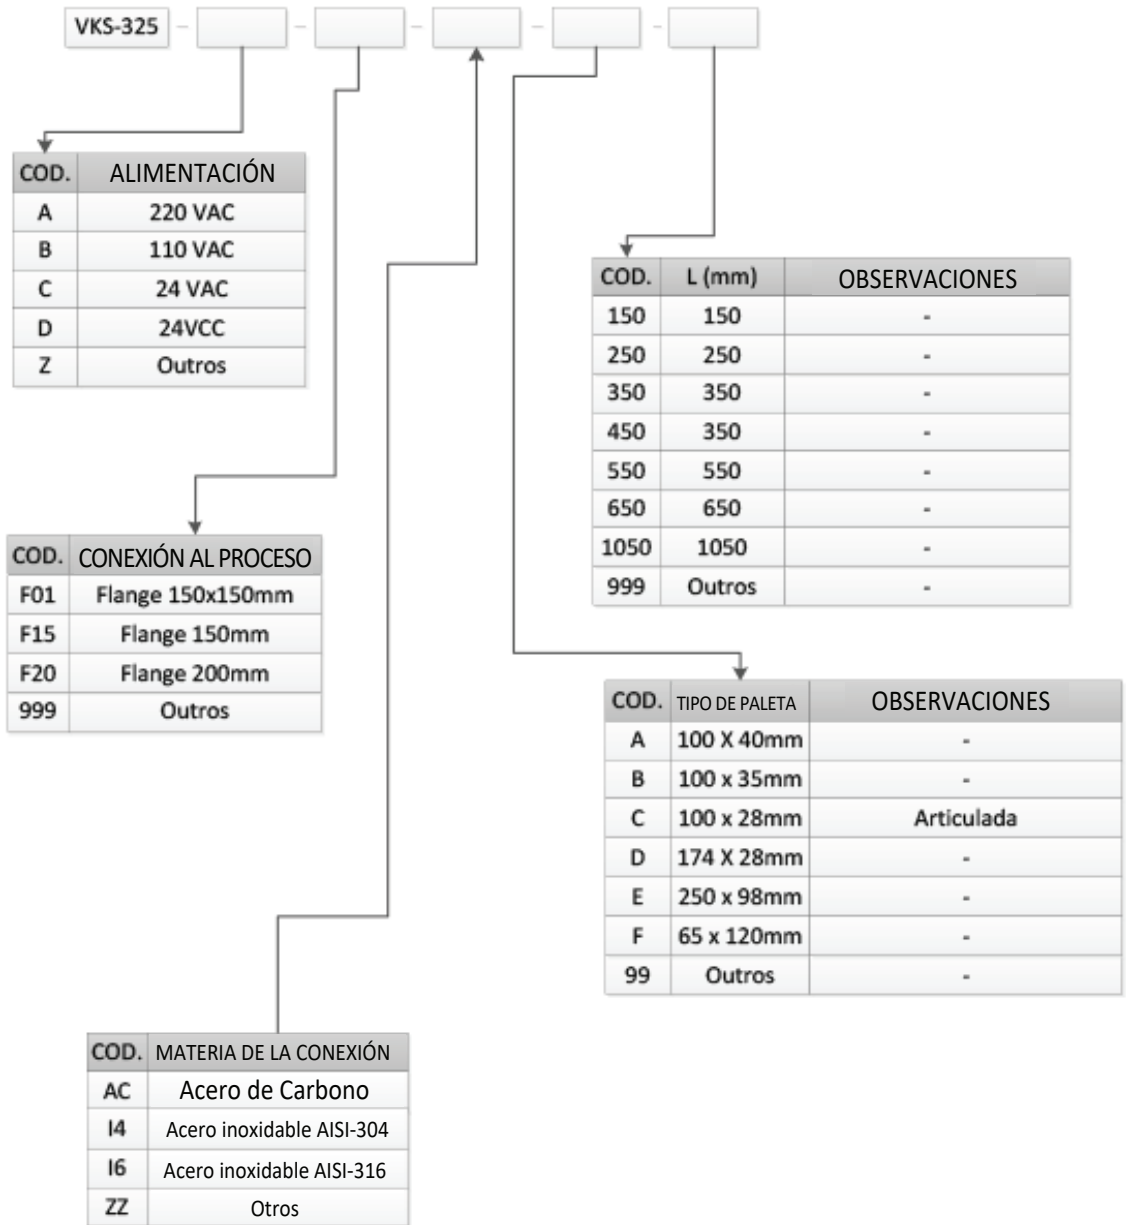 VKS-325 - - - - -
COD. ALIMENTACIÓN
A 220 VAC
B 110 VAC
C 24 VAC
D 24VCC
Z Outros
COD. L (mm) OBSERVACIONES
150 150 -
250 250 -
350 350 -
450 350 -
550 550 -
650 650 -
1050 1050 -
999 Outros -
COD. CONEXIÓN AL PROCESO
F01 Flange 150x150mm
F15 Flange 150mm
F20 Flange 200mm
999 Outros
COD. TIPO DE PALETA OBSERVACIONES
A 100 X 40mm -
B 100 x 35mm -
C 100 x 28mm Articulada
D 174 X 28mm -
E 250 x 98mm -
F 65 x 120mm -
99 Outros -
COD. MATERIA DE LA CONEXIÓN
AC Acero de Carbono
I4 Acero inoxidable AISI-304
I6 Acero inoxidable AISI-316
ZZ Otros